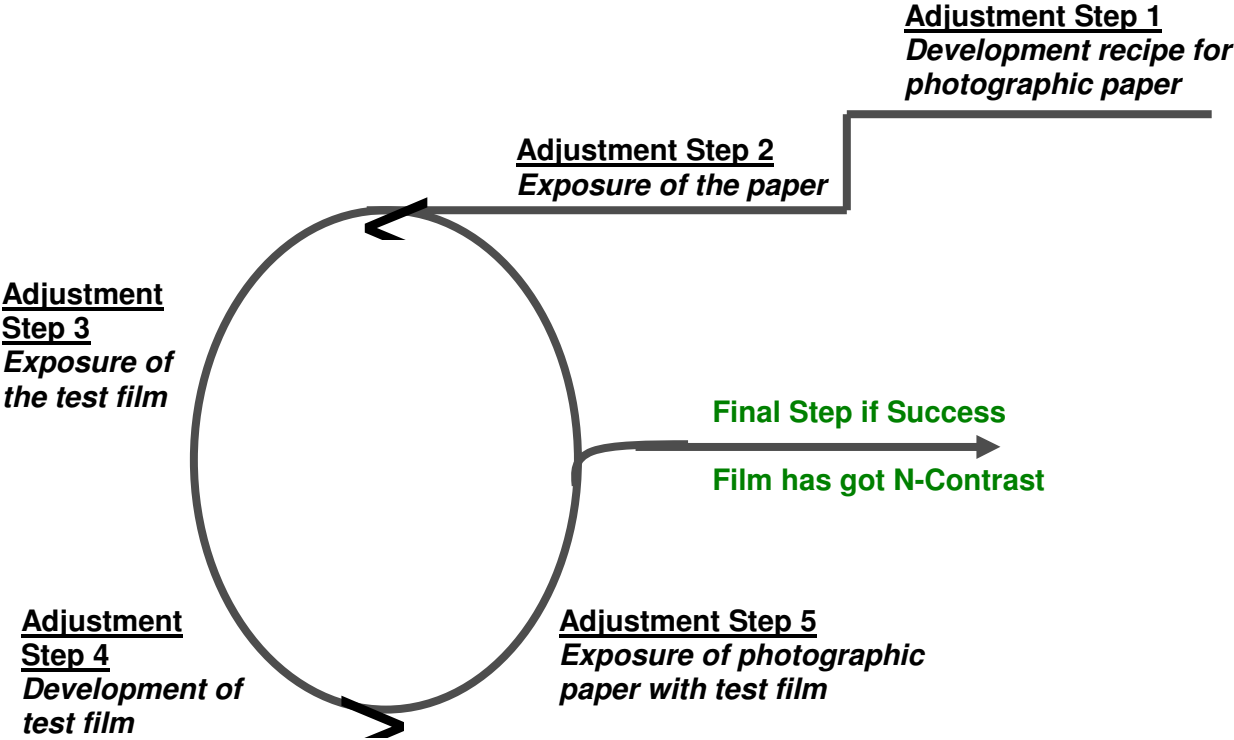 Adjustment Step 1
Development recipe for
photographic paper
Adjustment Step 2
Exposure of the paper
Adjustment
Step 3
Exposure of
the test film
Final Step if Success
Film has got N-Contrast
Adjustment
Step 4
Development of
test film
Adjustment Step 5
Exposure of photographic
paper with test film